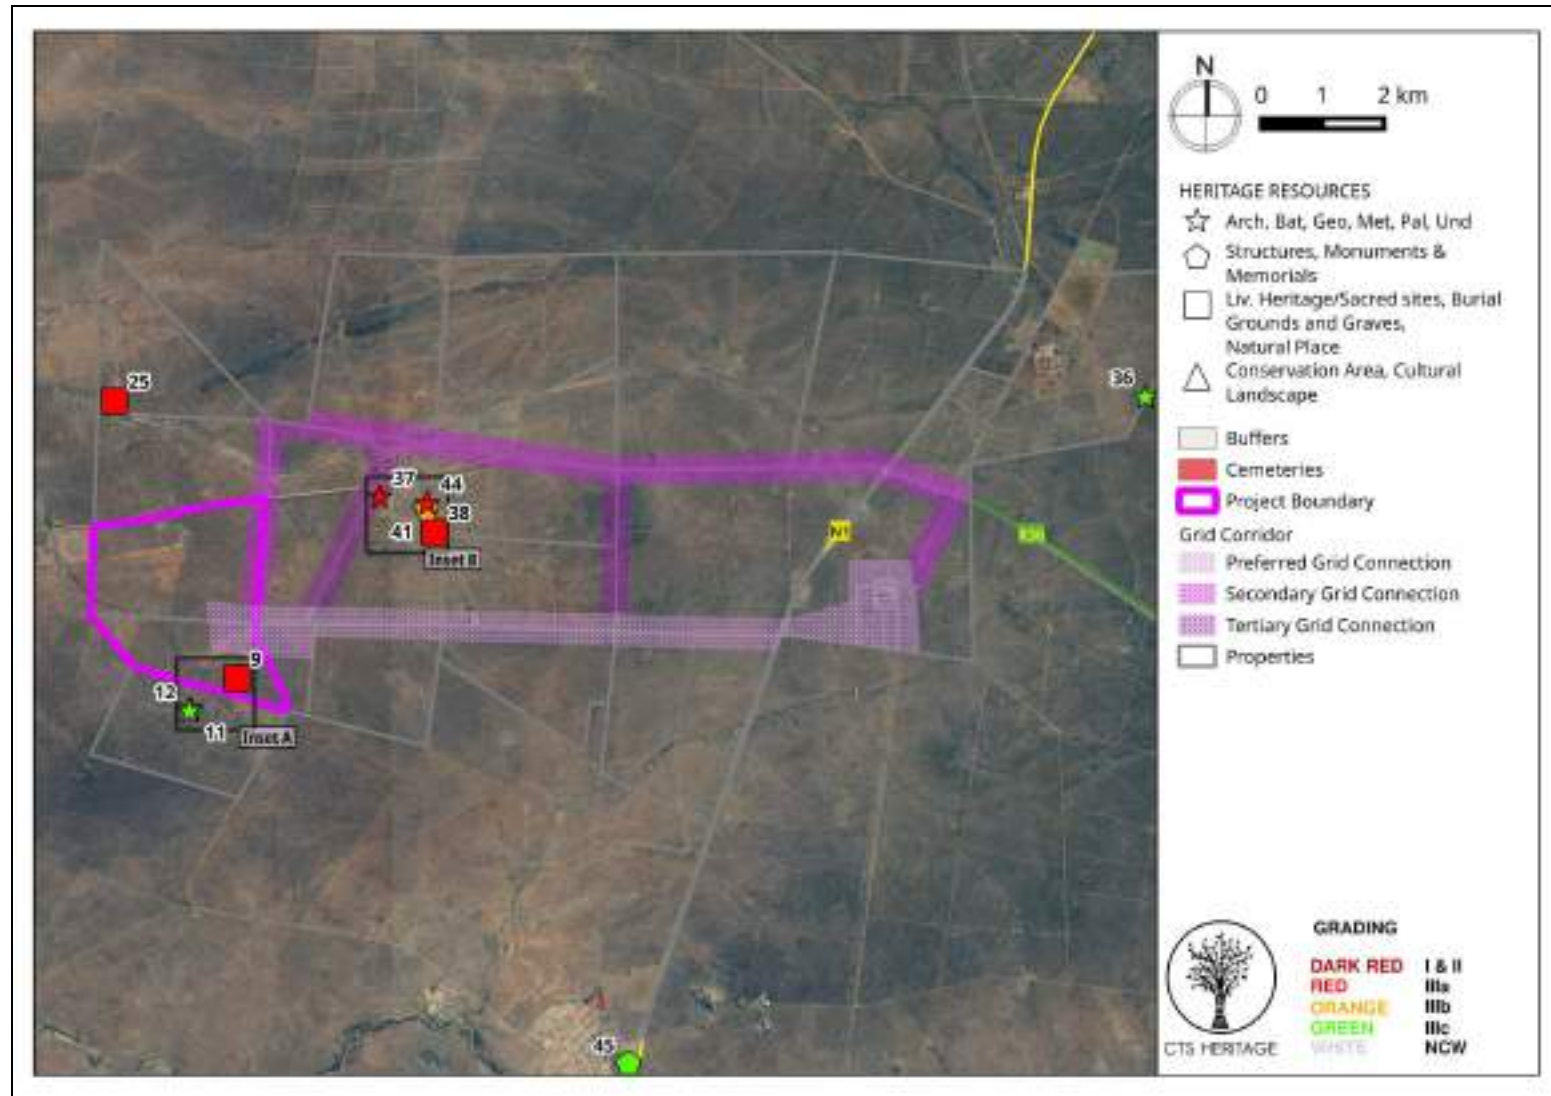 N
0 1 2 km
HERITAGE RESOURCES
Arch, Bat, Geo, Met, Pal, Und
Structures, Monuments &
Memorials
Liv. Heritage/Sacred sites, Burial
Grounds and Graves,
Natural Place
Conservation Area, Cultural
Landscape
Buffers
Cemeteries
Project Boundary
Grid Corridor
Preferred Grid Connection
Secondary Grid Connection
Tertiary Grid Connection
Properties
25
36
37
44
38
41
Inset B
N1
9
12
11
Inset A
45
GRADING
DARK RED I & II
RED IIIa
ORANGE IIIb
GREEN IIIc
WHITE NCW
CTS HERITAGE